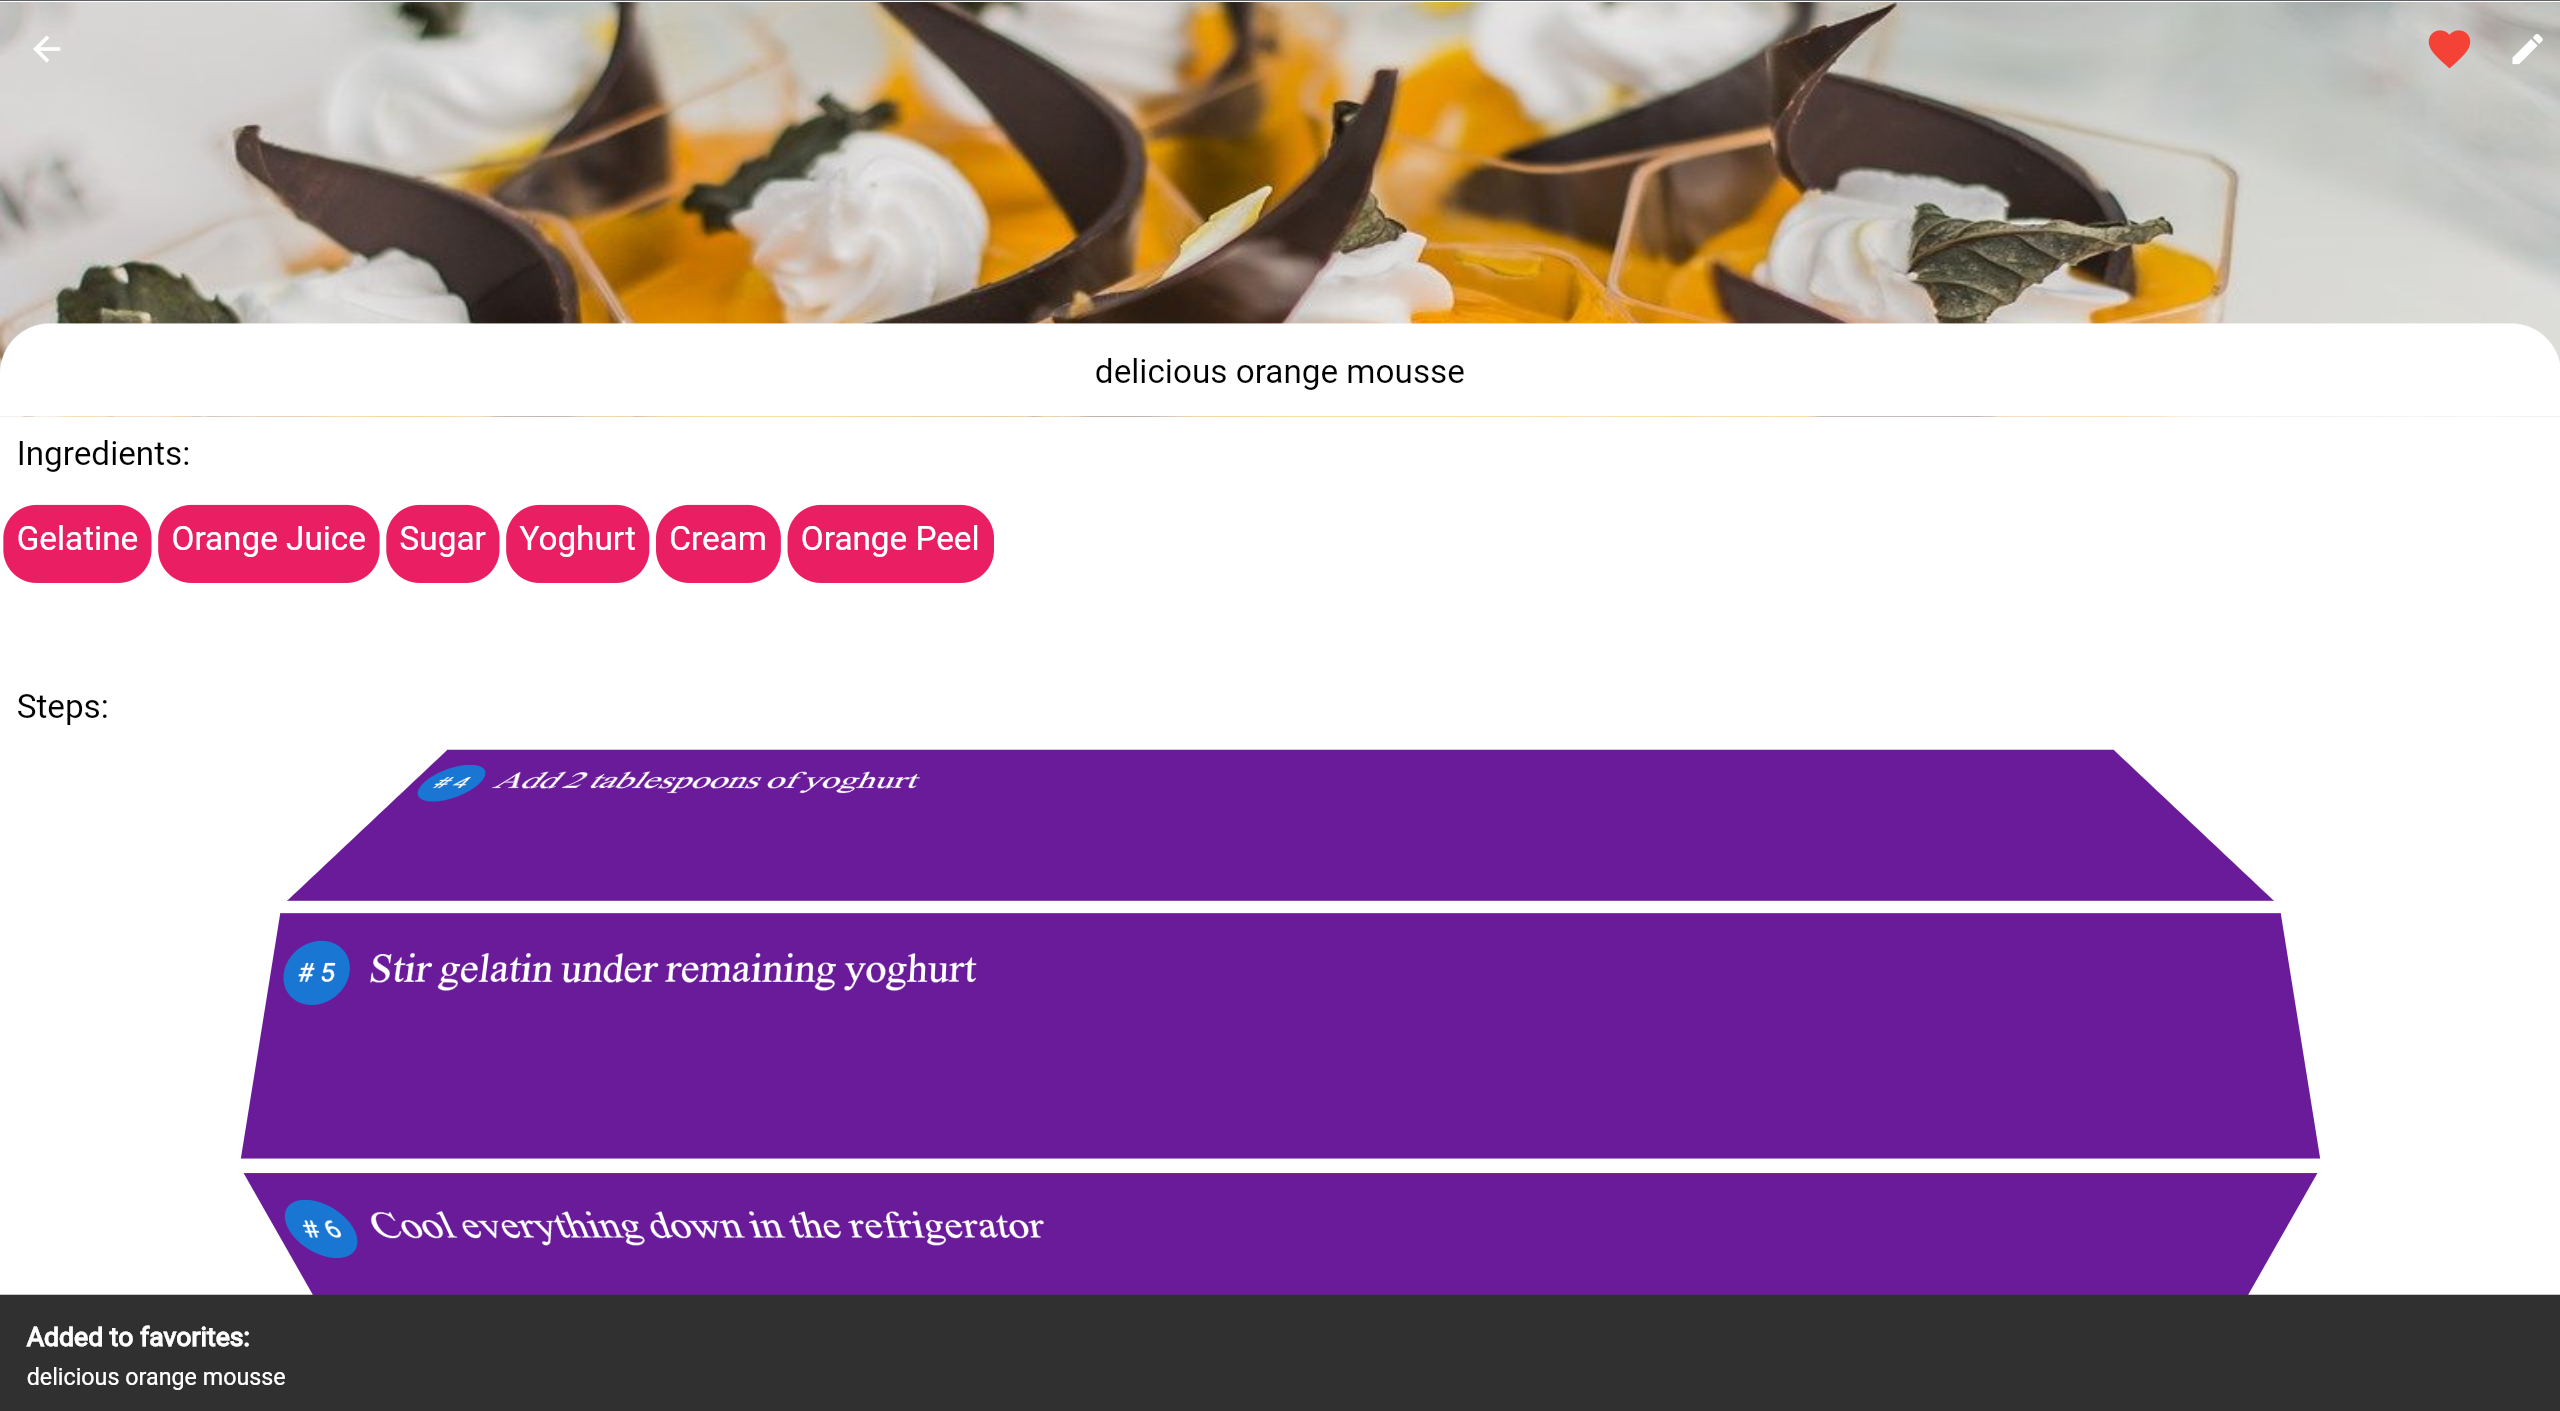 delicious orange mousse
Ingredients:
Gelatine Orange Juice Sugar Yoghurt Cream Orange Peel
Steps:
# 4 Add 2 tablespoons of yoghurt
# 5 Stir gelatin under remaining yoghurt
# 6 Cool everything down in the refrigerator
Added to favorites:
delicious orange mousse